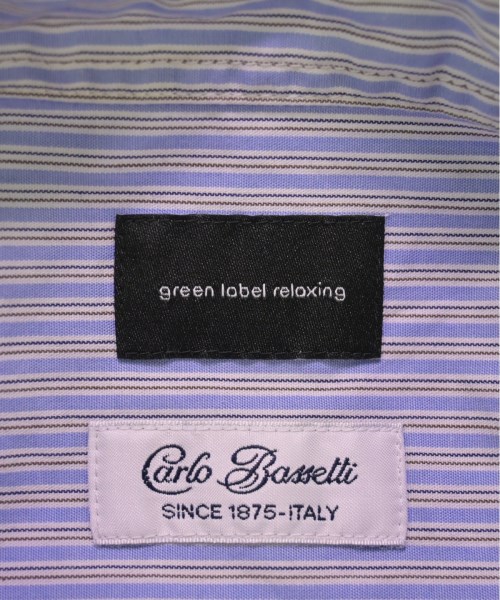 green label relaxing
Carlo Bassetti
SINCE 1875-ITALY